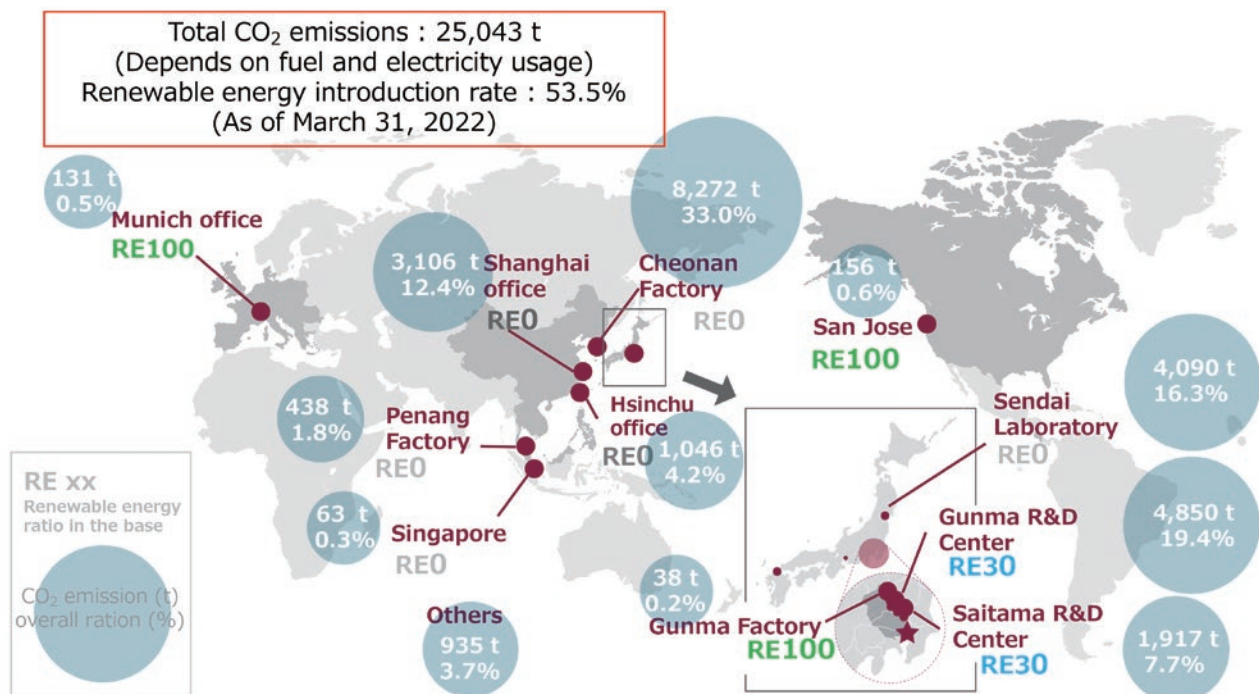 Total CO₂ emissions : 25,043 t
(Depends on fuel and electricity usage)
Renewable energy introduction rate : 53.5%
(As of March 31, 2022)
131 t
0.5%
Munich office
RE100
3,106 t
12.4%
Shanghai
office
RE0
8,272 t
33.0%
Cheonan
Factory
RE0
156 t
0.6%
San Jose
RE100
4,090 t
16.3%
438 t
1.8%
Penang
Factory
RE0
Hsinchu
office
RE0
1,046 t
4.2%
Sendai
Laboratory
RE0
RE xx
Renewable energy
ratio in the base
CO₂ emission (t)
overall ration (%)
63 t
0.3%
Singapore
RE0
4,850 t
19.4%
Gunma R&D
Center
RE30
38 t
0.2%
Others
935 t
3.7%
Gunma Factory
RE100
Saitama R&D
Center
RE30
1,917 t
7.7%